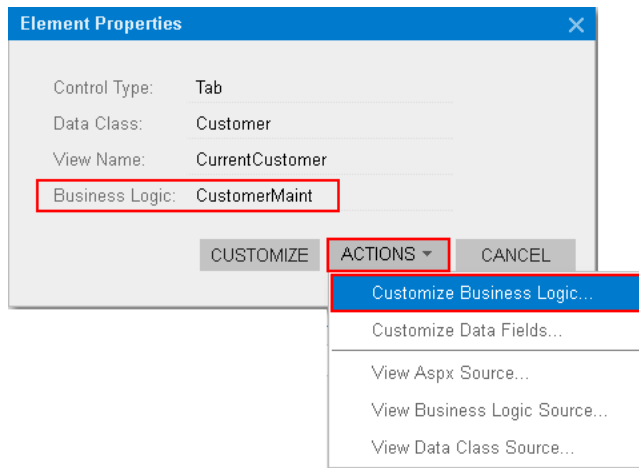 Element Properties
Control Type: Tab
Data Class: Customer
View Name: CurrentCustomer
Business Logic: CustomerMaint
CUSTOMIZE ACTIONS CANCEL
Customize Business Logic...
Customize Data Fields...
View Aspx Source...
View Business Logic Source...
View Data Class Source...